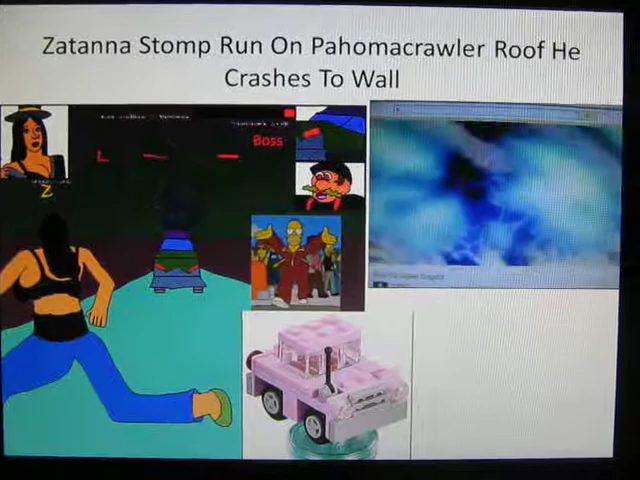 Zatanna Stomp Run On Pahomacrawler Roof He
Crashes To Wall
Boss
L
Z